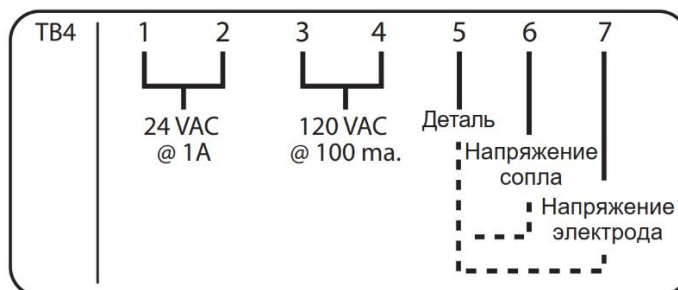 TB4 1 2 3 4 5 6 7
24 VAC
@ 1A
120 VAC
@ 100 ma.
Деталь
Напряжение
сопла
Напряжение
электрода